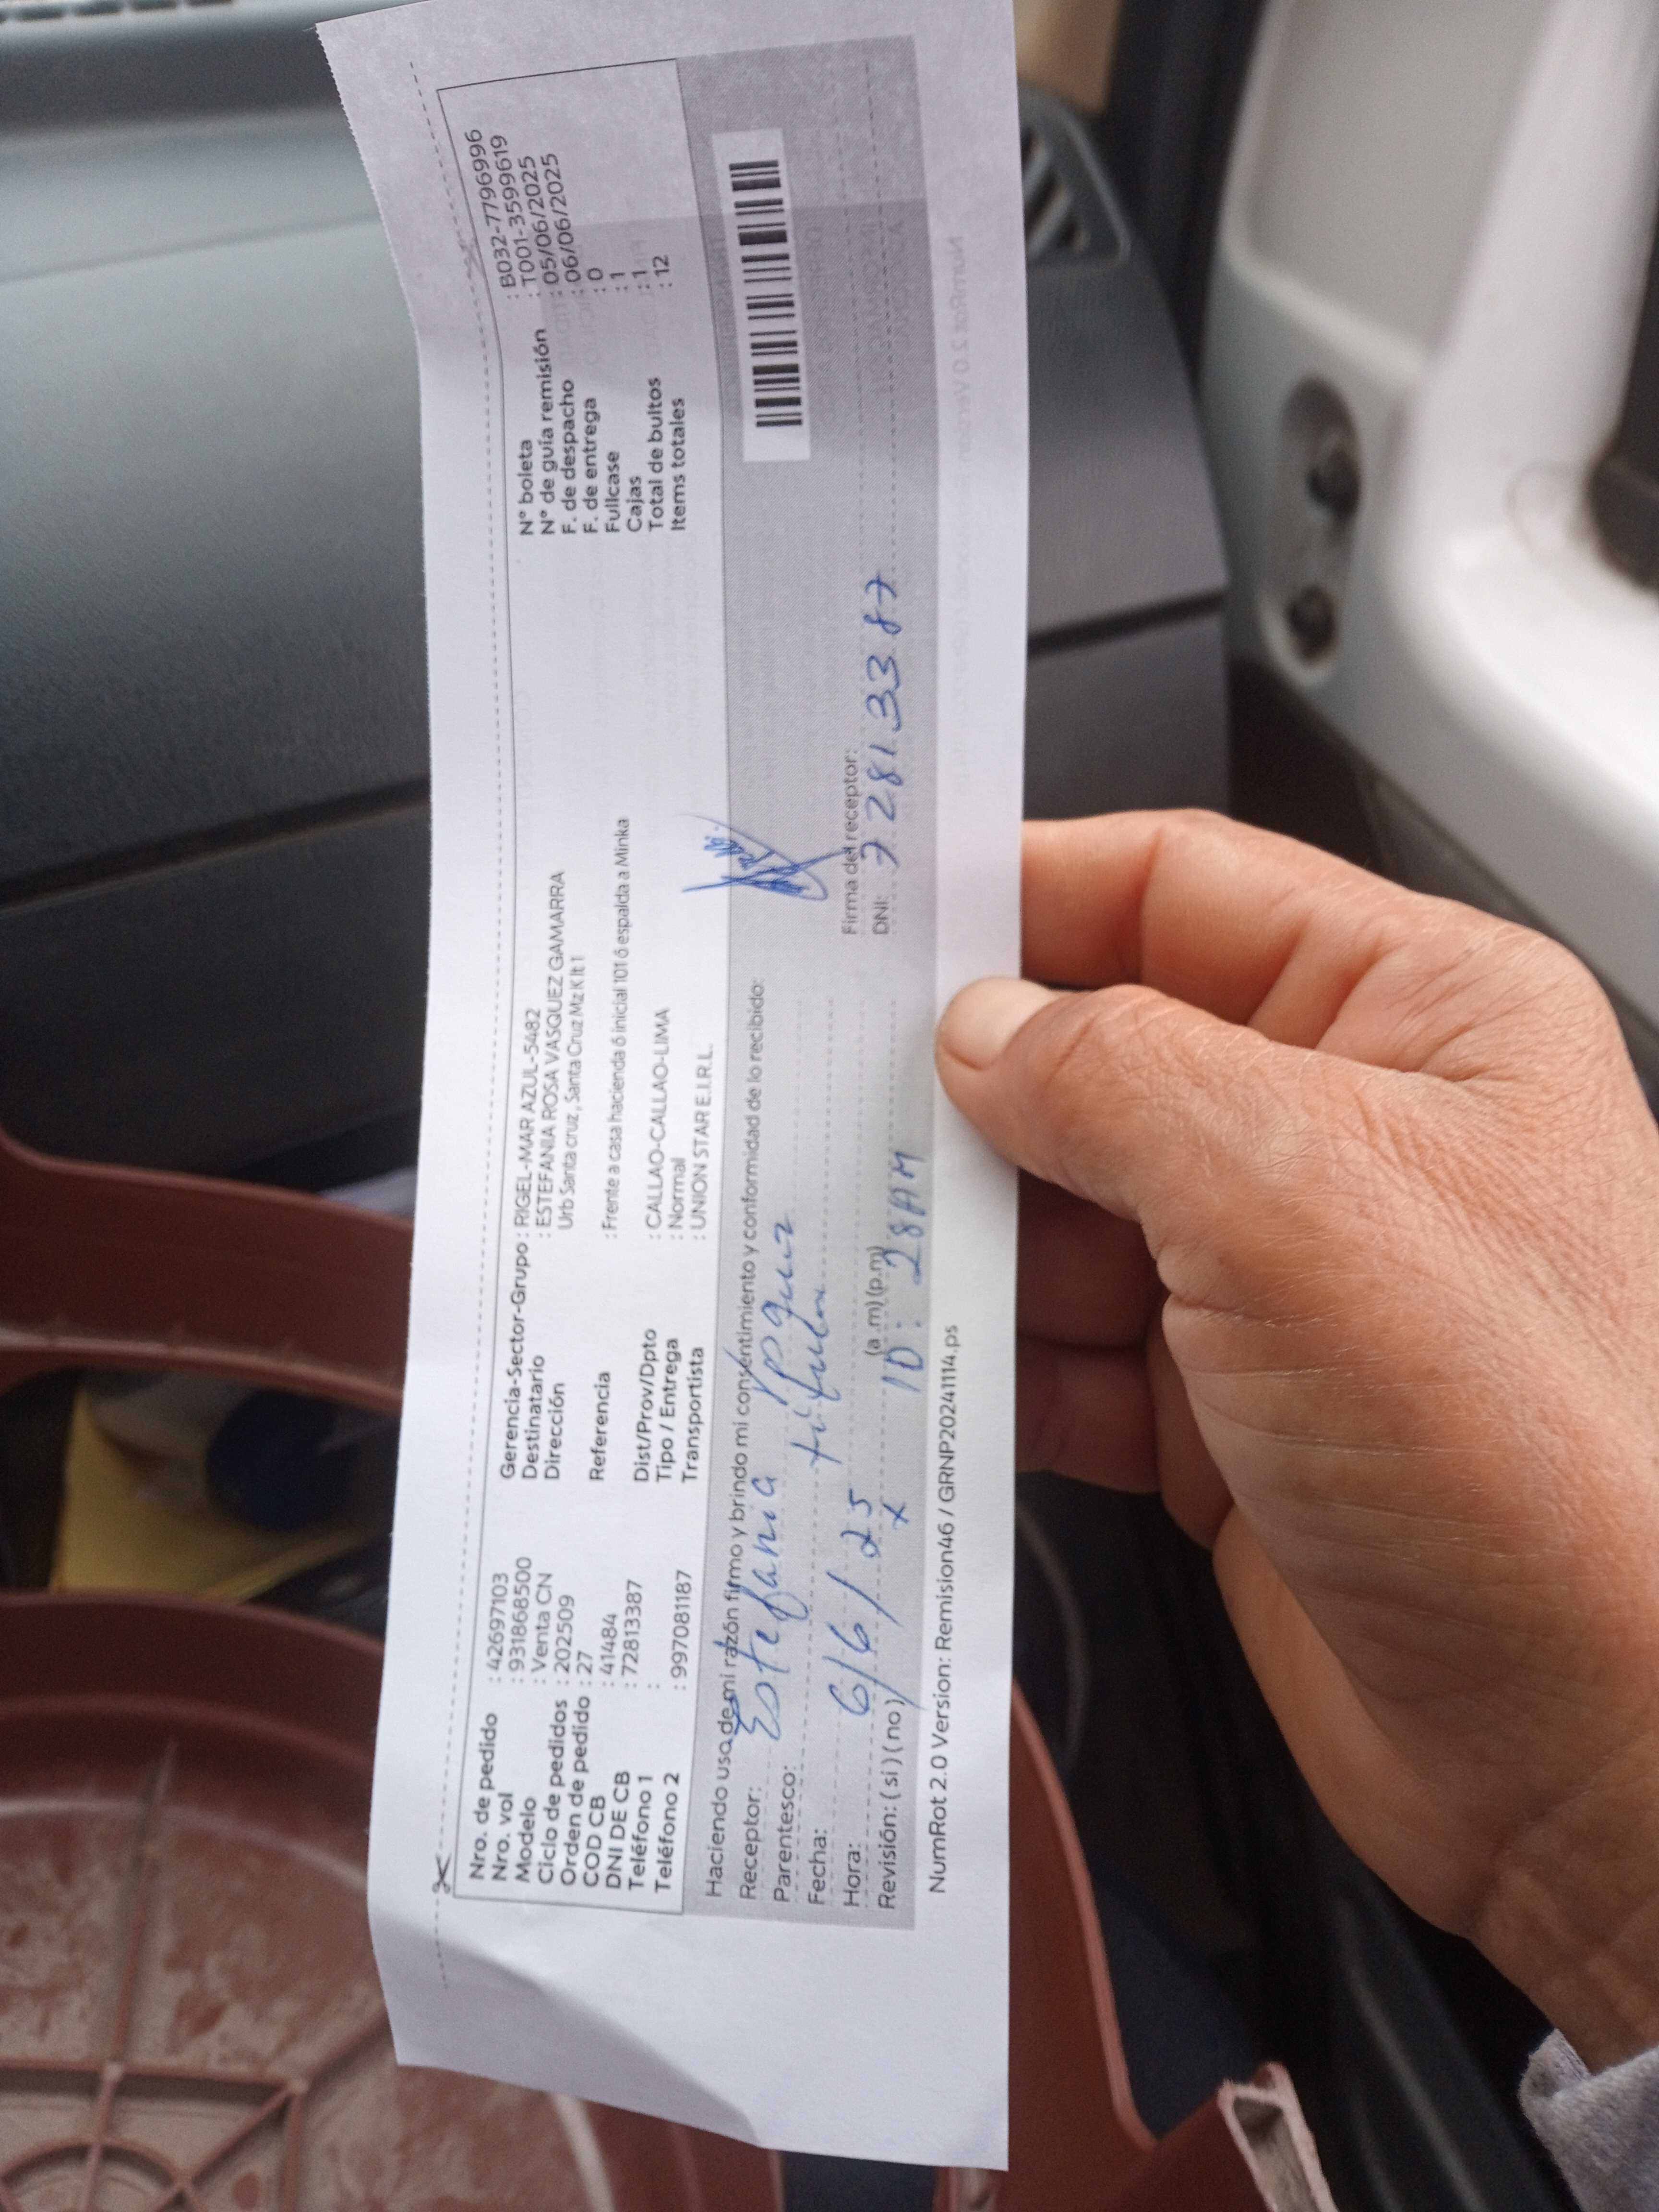 Nro. de pedido : 42697103
Nro. vol : 9318685OO
Modelo : Venta CN
Ciclo de pedidos : 202509
Orden de pedido : 27
COD CB : 41484
DNI DE CB : 72813387
Teléfono 1 :
Teléfono 2 : 997081187
Gerencia-Sector-Grupo : RIGEL-MAR AZUL-5482
Destinatario : ESTEFANIA ROSA VASQUEZ GAMARRA
Dirección Urb Santa cruz, Santa Cruz Mz K lt 1
Referencia : Frente a casa hacienda ó inicial 101 ó espalda a Minka
Dist/Prov/Dpto : CALLAO-CALLAO-LIMA
Tipo / Entrega : Normal
Transportista : UNION STAR E.I.R.L.
N° boleta : B032-7796996
N° de guía remisión : T001-3599619
F. de despacho : 05/06/2025
F. de entrega : 06/06/2025
Fullcase : 0
Cajas : 1
Total de bultos : 1
Items totales : 12
Haciendo uso de mi razón firmo y brindo mi consentimiento y conformidad de lo recibido:
Receptor: Estefania
Parentesco: titular
Fecha: 6/6/25
Hora: (a.m) (p.m) 10:28AM
Revisión: (si) (no) x
Firma del receptor:
DNI: 72813387
NumRot 2.0 Version: Remision46 / GRNP20241114.ps